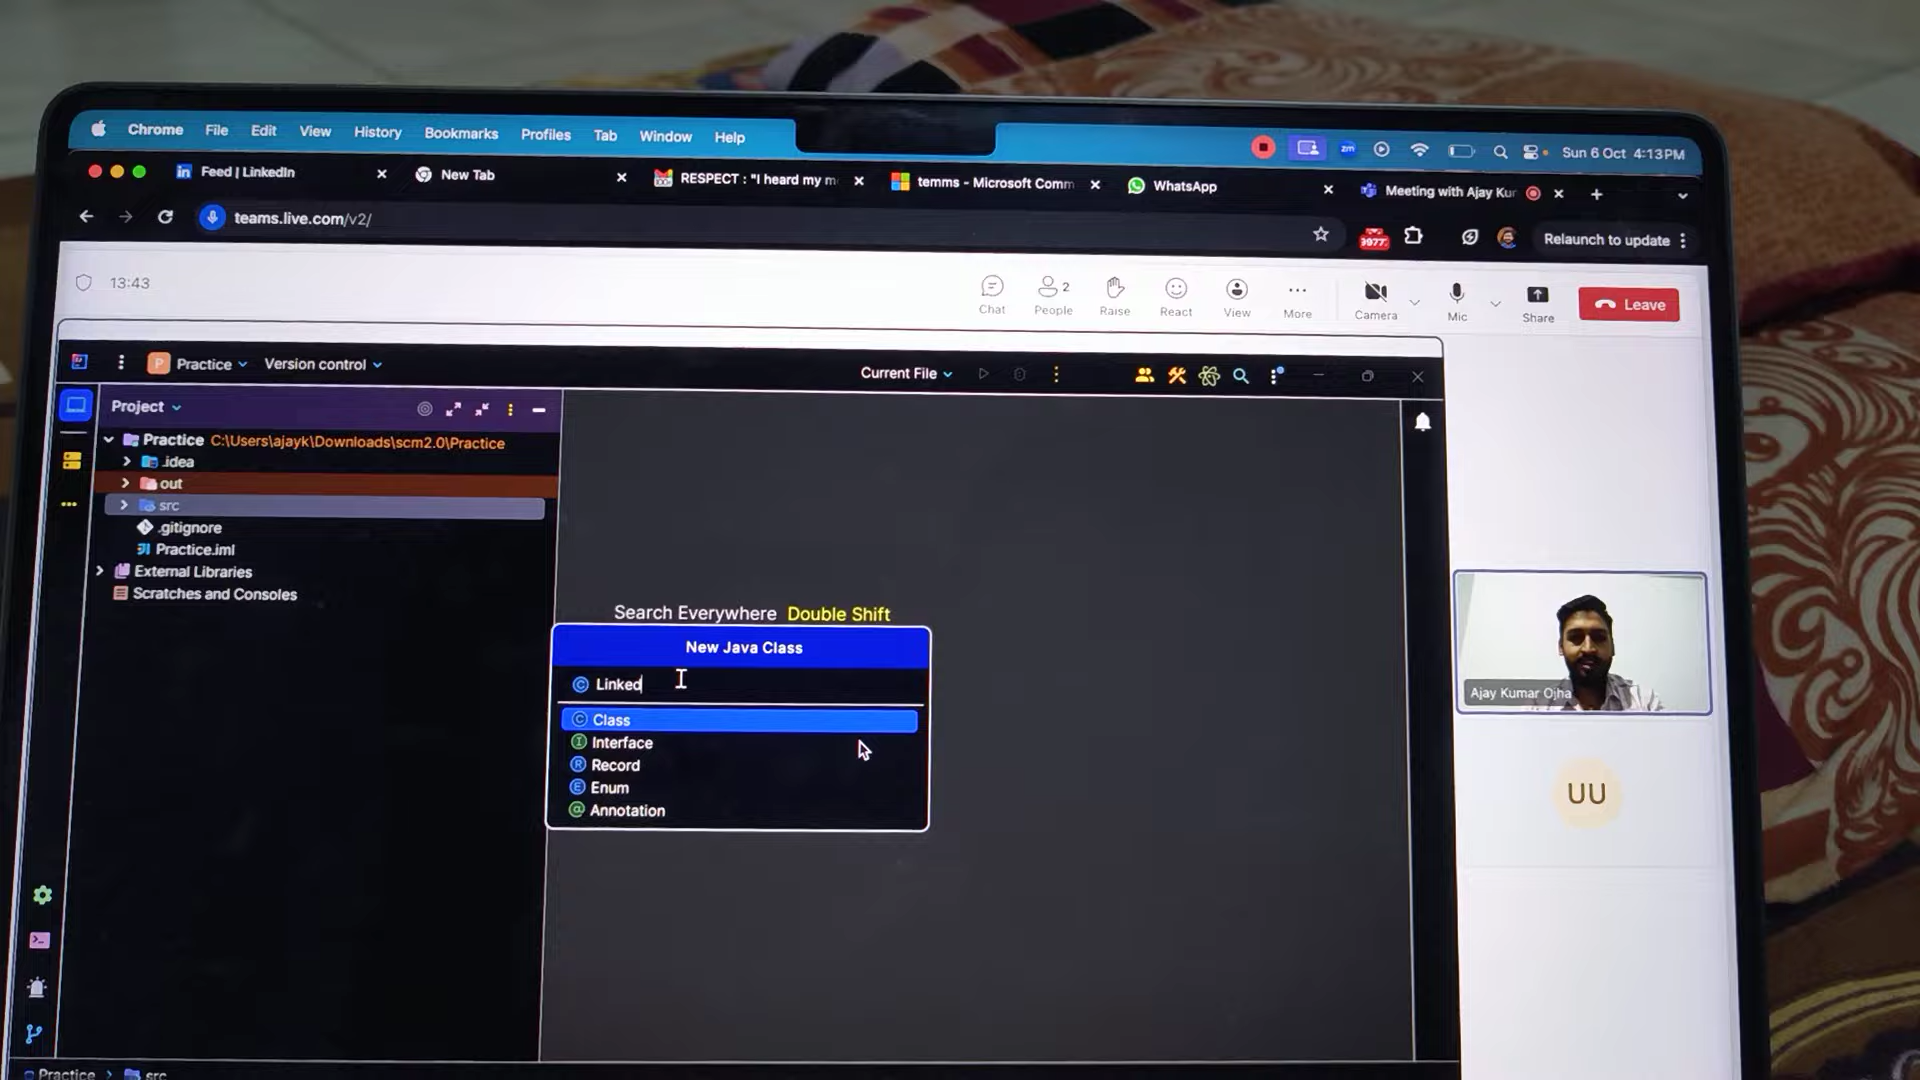 Chrome File Edit View History Bookmarks Profiles Tab Window Help
zm Sun 6 Oct 4:13PM
in Feed | LinkedIn New Tab RESPECT : "I heard my m temms - Microsoft Comm WhatsApp Meeting with Ajay Kur
teams.live.com/v2/
9977 Relaunch to update
13:43
2
Chat People Raise React View More Camera Mic Share Leave
P Practice Version control Current File
Project
Practice C:\Users\ajayk\Downloads\scm2.0\Practice
.idea
out
src
.gitignore
Practice.iml
External Libraries
Scratches and Consoles
Search Everywhere Double Shift
New Java Class
C Linked
C Class
I Interface
R Record
E Enum
@ Annotation
Ajay Kumar Ojha
UU
Practice > src